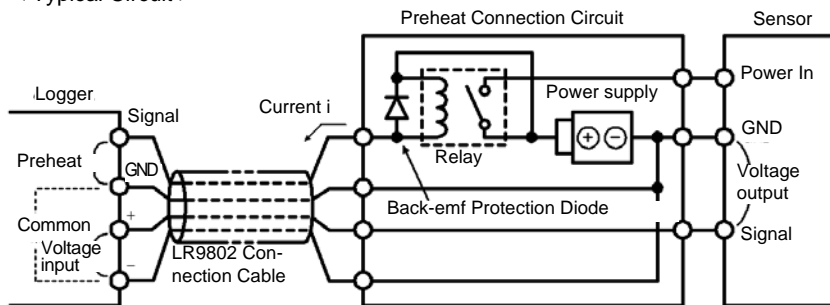 Typical Circuit
Preheat Connection Circuit
Sensor
Power In
Logger
Signal
Current i
Power supply
GND
Relay
Preheat
GND
Voltage
output
Back-emf Protection Diode
Common
+
Voltage
input
−
LR9802 Con-
nection Cable
Signal